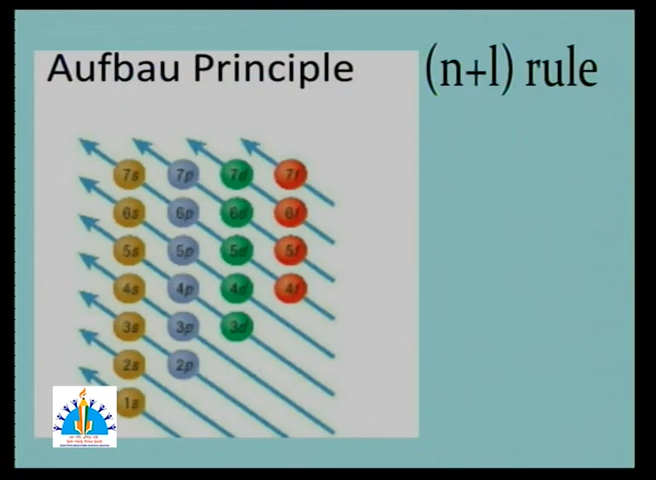 Aufbau Principle (n+l) rule
7s 7p 7d 7f
6s 6p 6d 6f
5s 5p 5d 5f
4s 4p 4d 4f
3s 3p 3d
2s 2p
1s